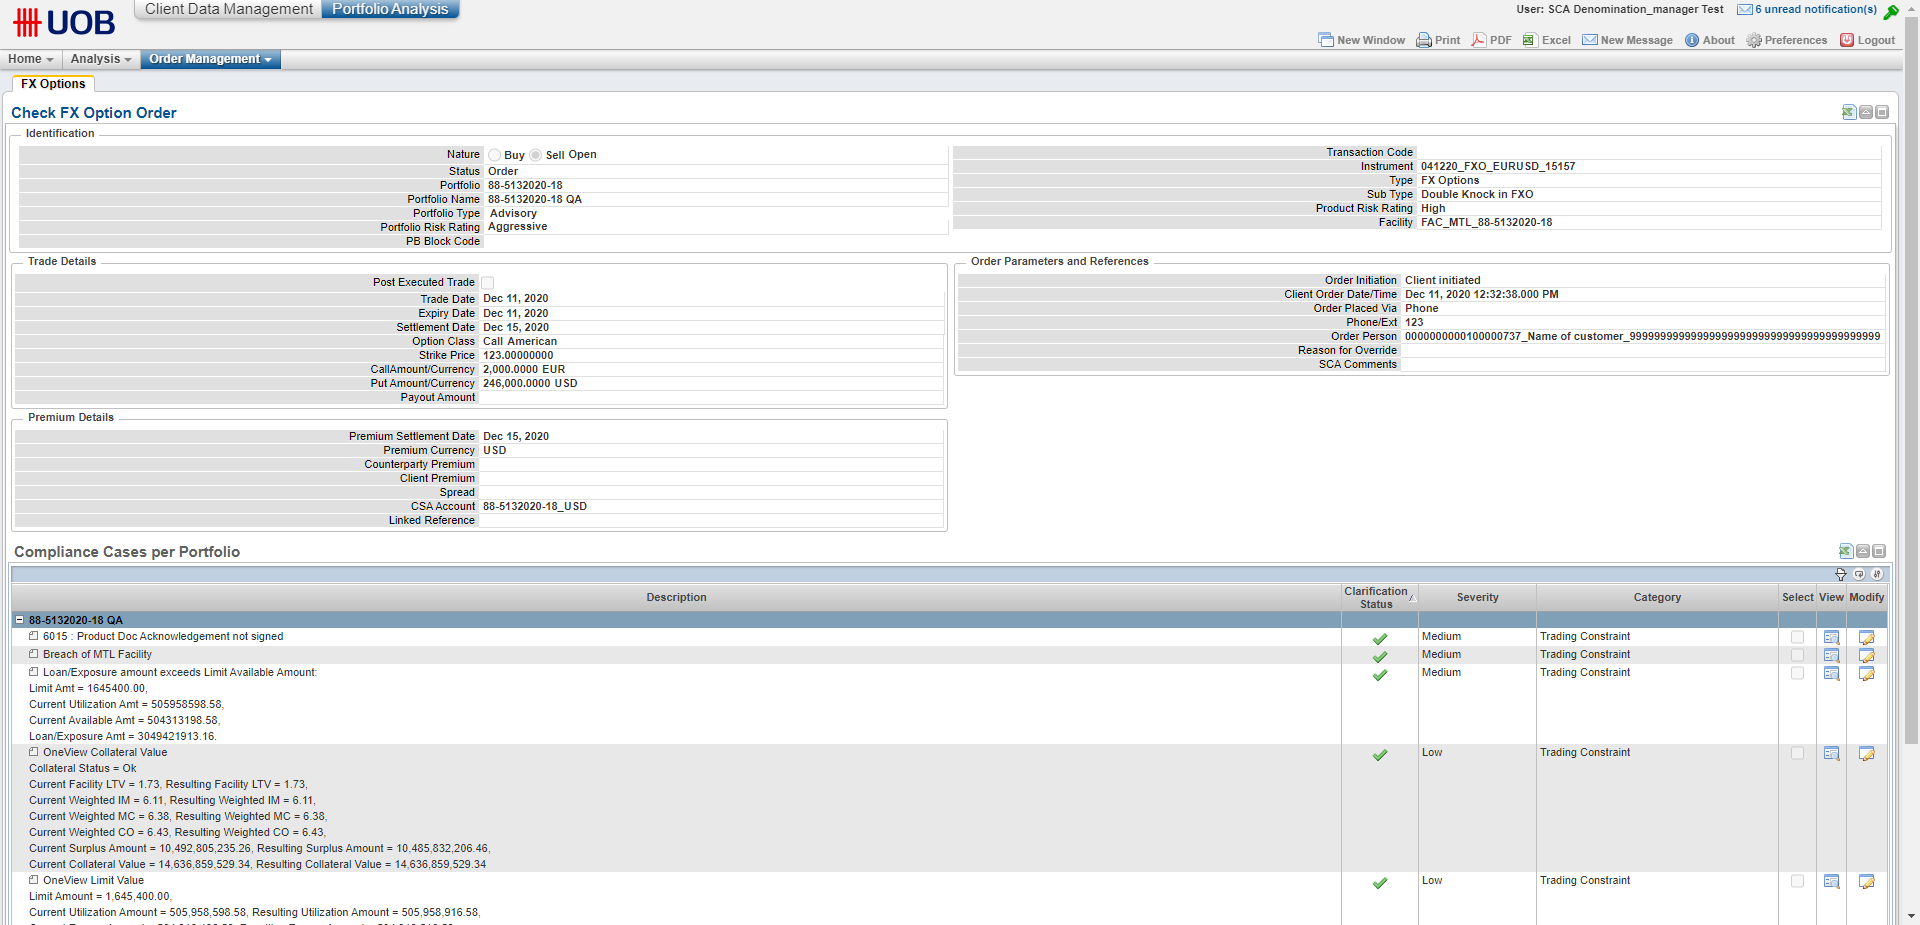 UOB
Client Data Management
Portfolio Analysis
User: SCA Denomination_manager Test
6 unread notification(s)
New Window
Print
PDF
Excel
New Message
About
Preferences
Logout
Home
Analysis
Order Management
FX Options
Check FX Option Order
Identification
Nature Buy Sell Open
Status Order
Portfolio 88-5132020-18
Portfolio Name 88-5132020-18 QA
Portfolio Type Advisory
Portfolio Risk Rating Aggressive
PB Block Code
Transaction Code
Instrument 041220_FXO_EURUSD_15157
Type FX Options
Sub Type Double Knock in FXO
Product Risk Rating High
Facility FAC_MTL_88-5132020-18
Trade Details
Post Executed Trade
Trade Date Dec 11, 2020
Expiry Date Dec 11, 2020
Settlement Date Dec 15, 2020
Option Class Call American
Strike Price 123.00000000
CallAmount/Currency 2,000.0000 EUR
Put Amount/Currency 246,000.0000 USD
Payout Amount
Order Parameters and References
Order Initiation Client initiated
Client Order Date/Time Dec 11, 2020 12:32:38.000 PM
Order Placed Via Phone
Phone/Ext 123
Order Person
Reason for Override
SCA Comments
Premium Details
Premium Settlement Date Dec 15, 2020
Premium Currency USD
Counterparty Premium
Client Premium
Spread
CSA Account 88-5132020-18_USD
Linked Reference
Compliance Cases per Portfolio
Description Clarification Status Severity Category Select View Modify
88-5132020-18 QA
6015 : Product Doc Acknowledgement not signed Medium Trading Constraint
Breach of MTL Facility Medium Trading Constraint
Loan/Exposure amount exceeds Limit Available Amount: Medium Trading Constraint
Limit Amt = 1645400.00,
Current Utilization Amt = 505958598.58,
Current Available Amt = 504313198.58,
Loan/Exposure Amt = 3049421913.16.
OneView Collateral Value Low Trading Constraint
Collateral Status = Ok
Current Facility LTV = 1.73, Resulting Facility LTV = 1.73,
Current Weighted IM = 6.11, Resulting Weighted IM = 6.11,
Current Weighted MC = 6.38, Resulting Weighted MC = 6.38,
Current Weighted CO = 6.43, Resulting Weighted CO = 6.43,
Current Surplus Amount = 10,492,805,235.26, Resulting Surplus Amount = 10,485,832,206.46,
Current Collateral Value = 14,636,859,529.34, Resulting Collateral Value = 14,636,859,529.34
OneView Limit Value Low Trading Constraint
Limit Amount = 1,645,400.00,
Current Utilization Amount = 505,958,598.58, Resulting Utilization Amount = 505,958,916.58,